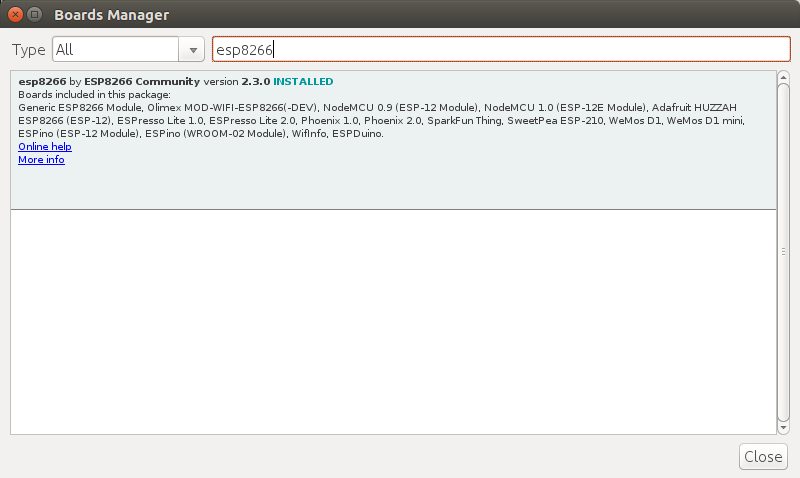 Boards Manager
Type All esp8266
esp8266 by ESP8266 Community version 2.3.0 INSTALLED
Boards included in this package:
Generic ESP8266 Module, Olimex MOD-WIFI-ESP8266(-DEV), NodeMCU 0.9 (ESP-12 Module), NodeMCU 1.0 (ESP-12E Module), Adafruit HUZZAH
ESP8266 (ESP-12), ESPresso Lite 1.0, ESPresso Lite 2.0, Phoenix 1.0, Phoenix 2.0, SparkFun Thing, SweetPea ESP-210, WeMos D1, WeMos D1 mini,
ESPino (ESP-12 Module), ESPino (WROOM-02 Module), WifInfo, ESPDuino.
Online help
More info
Close